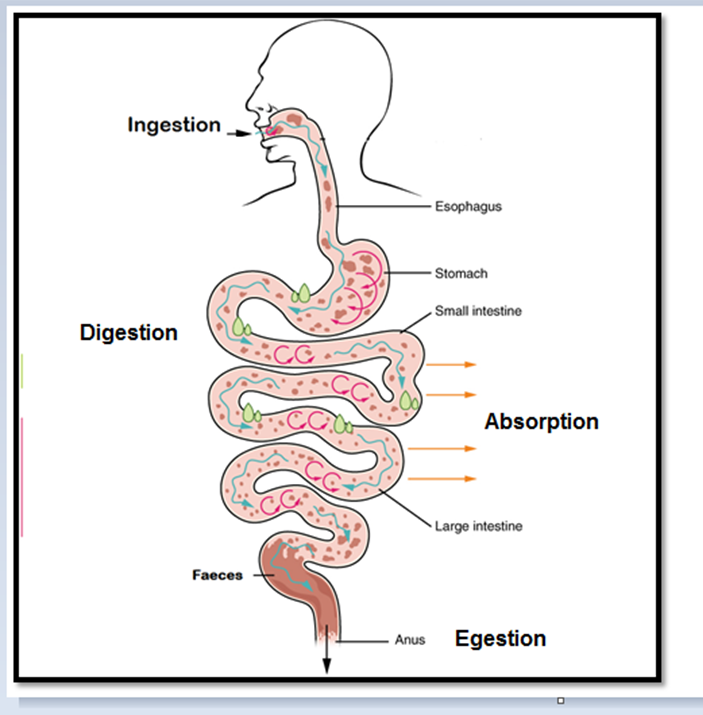 Ingestion
Esophagus
Stomach
Small intestine
Digestion
Absorption
Large intestine
Faeces
Anus
Egestion